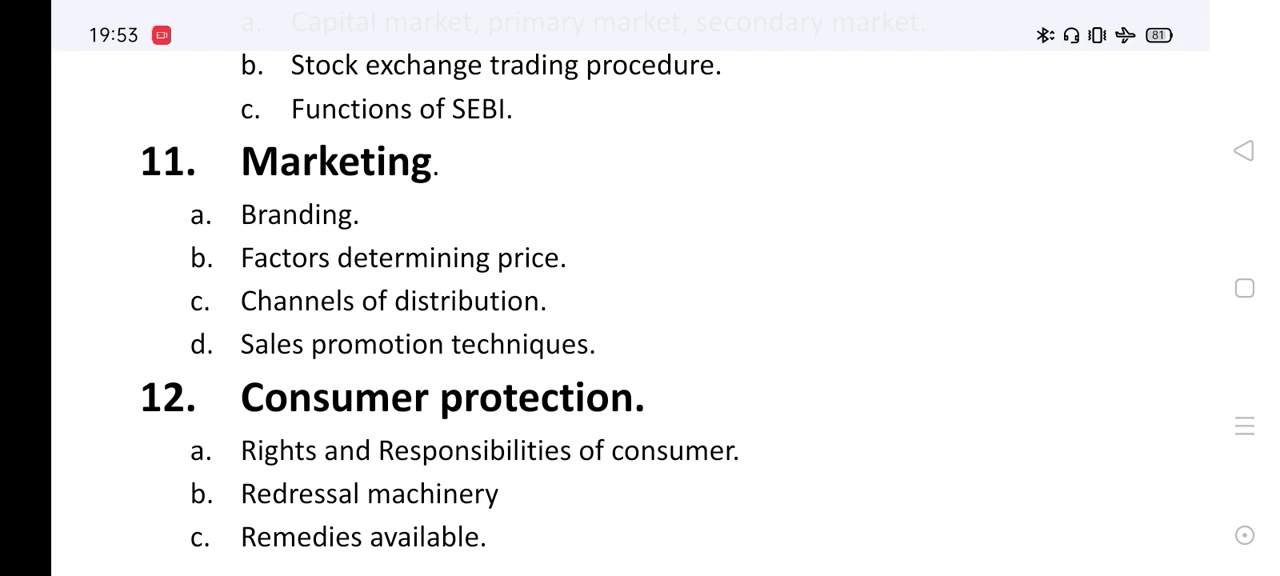 a. Capital market, primary market, secondary market.
19:53 81
b. Stock exchange trading procedure.
c. Functions of SEBI.
11. Marketing.
a. Branding.
b. Factors determining price.
c. Channels of distribution.
d. Sales promotion techniques.
12. Consumer protection.
a. Rights and Responsibilities of consumer.
b. Redressal machinery
c. Remedies available.